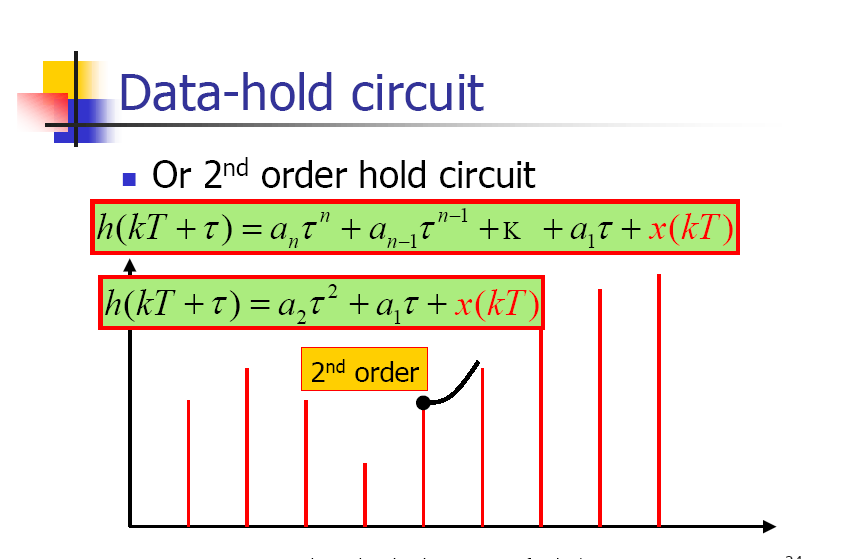 Data-hold circuit
Or 2nd order hold circuit
h(kT + τ) = aₙτⁿ + aₙ₋₁τⁿ⁻¹ + K + a₁τ + x(kT)
h(kT + τ) = a₂τ² + a₁τ + x(kT)
2nd order